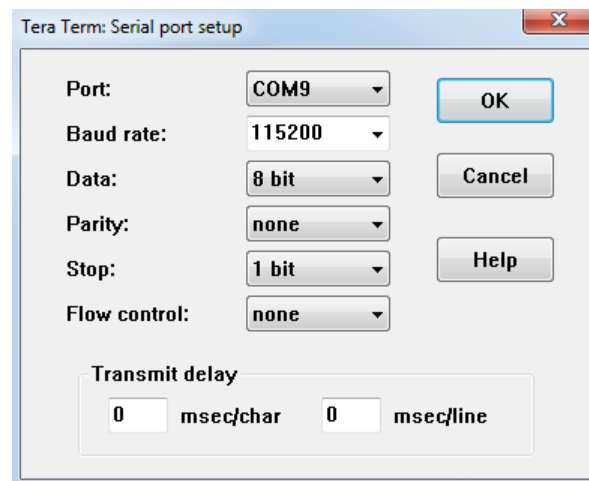 Tera Term: Serial port setup
Port: COM9 OK
Baud rate: 115200
Data: 8 bit Cancel
Parity: none
Stop: 1 bit Help
Flow control: none
Transmit delay
0 msec/char 0 msec/line